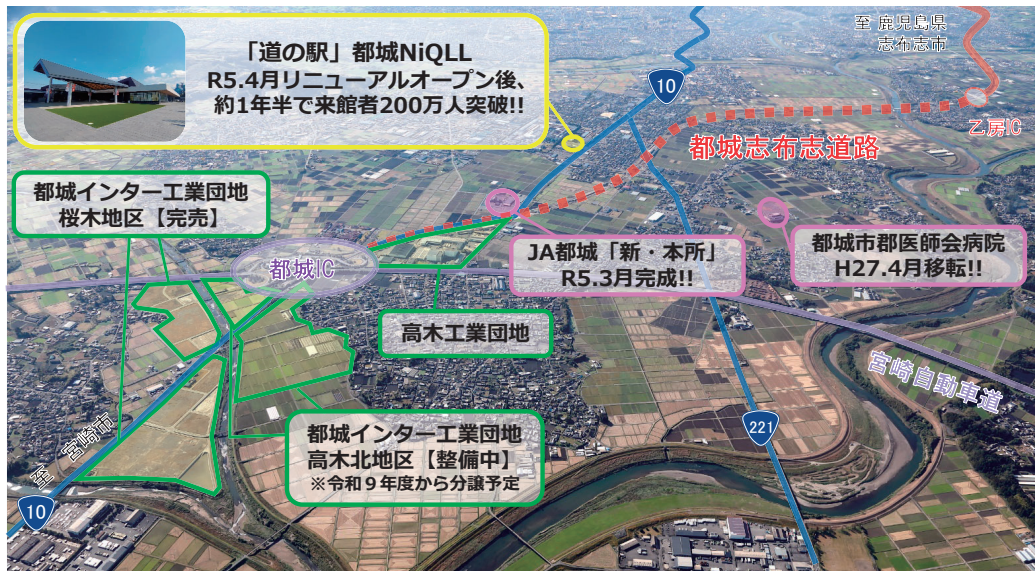 「道の駅」都城NiQLL
R5.4月リニューアルオープン後、
約1年半で来館者200万人突破!!
至 鹿児島県
志布志市
10
乙房IC
都城志布志道路
都城インター工業団地
桜木地区【完売】
都城IC
JA都城「新・本所」
R5.3月完成!!
都城市郡医師会病院
H27.4月移転!!
高木工業団地
宮崎自動車道
都城インター工業団地
高木北地区【整備中】
※令和９年度から分譲予定
221
至 宮崎市
10